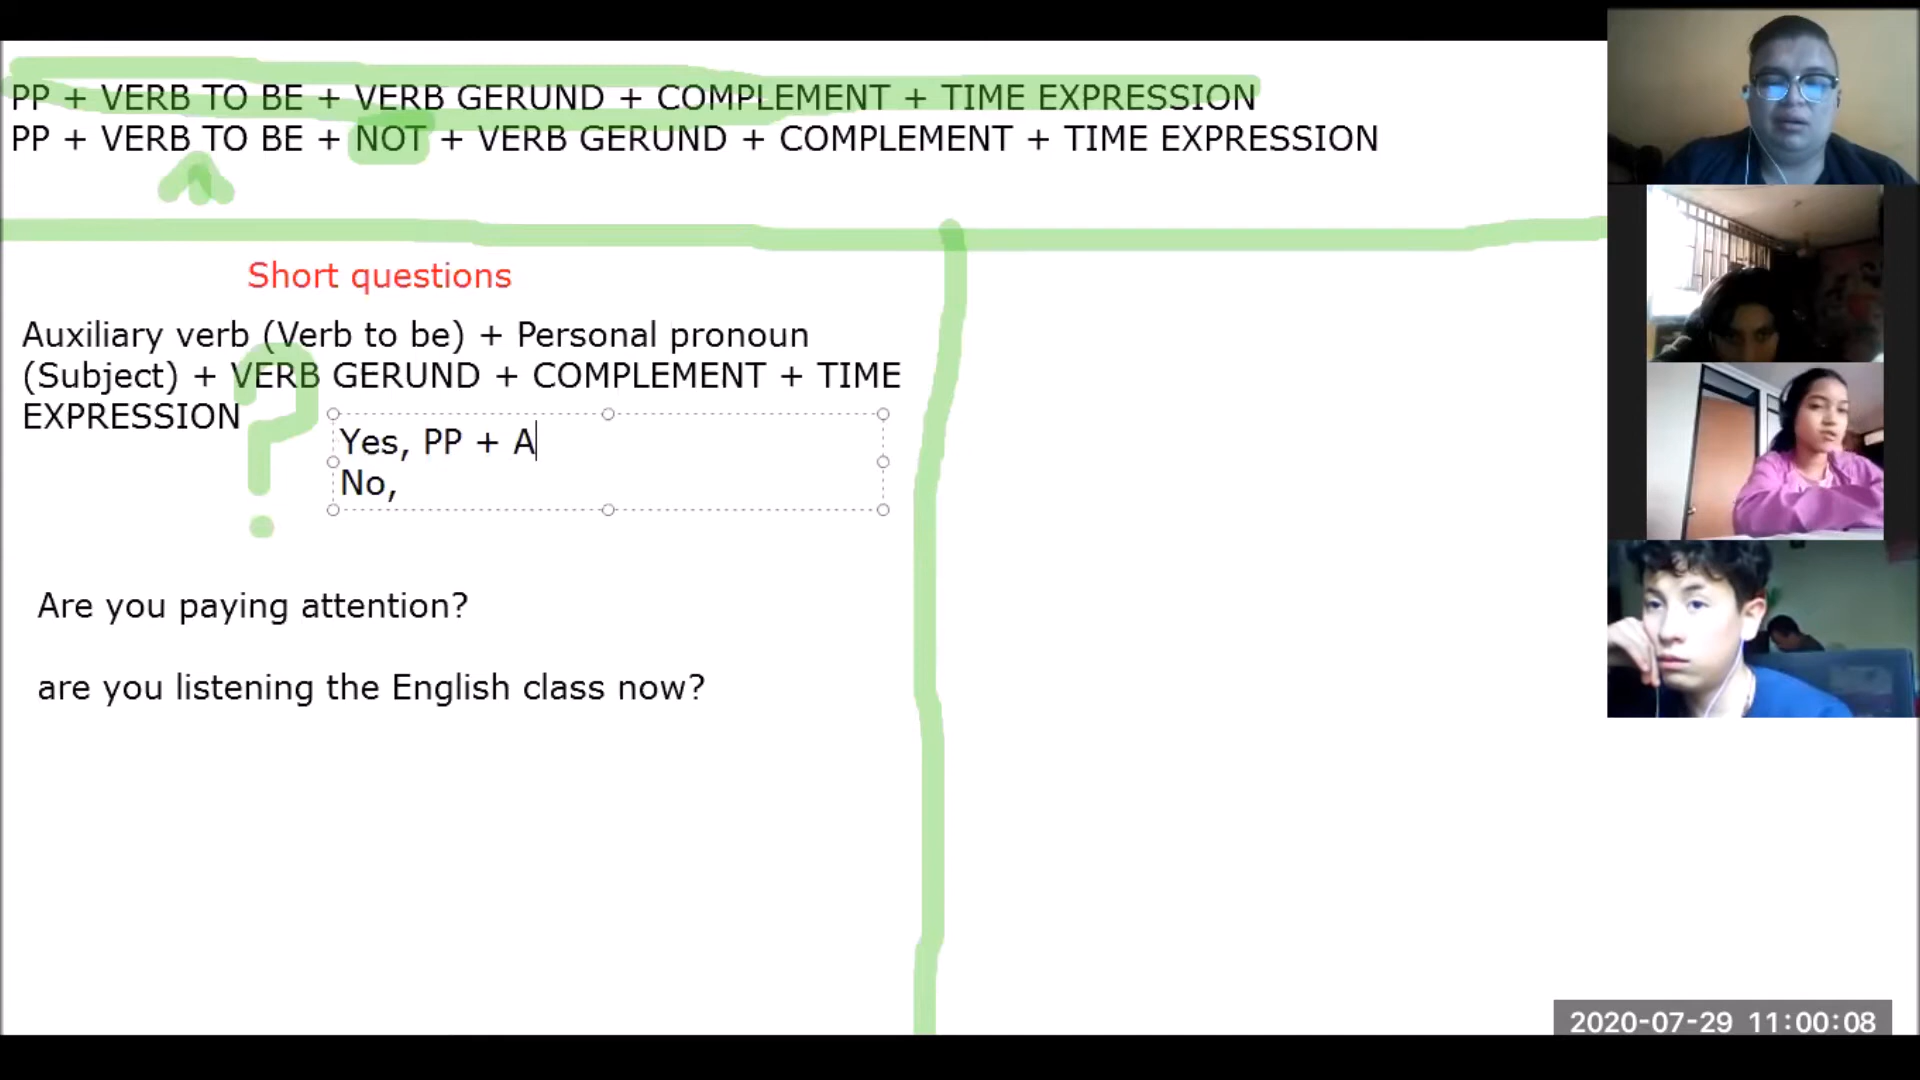 PP + VERB TO BE + VERB GERUND + COMPLEMENT + TIME EXPRESSION
PP + VERB TO BE + NOT + VERB GERUND + COMPLEMENT + TIME EXPRESSION
Short questions
Auxiliary verb (Verb to be) + Personal pronoun
(Subject) + VERB GERUND + COMPLEMENT + TIME
EXPRESSION
?
Yes, PP + A
No,
Are you paying attention?
are you listening the English class now?
2020-07-29 11:00:08